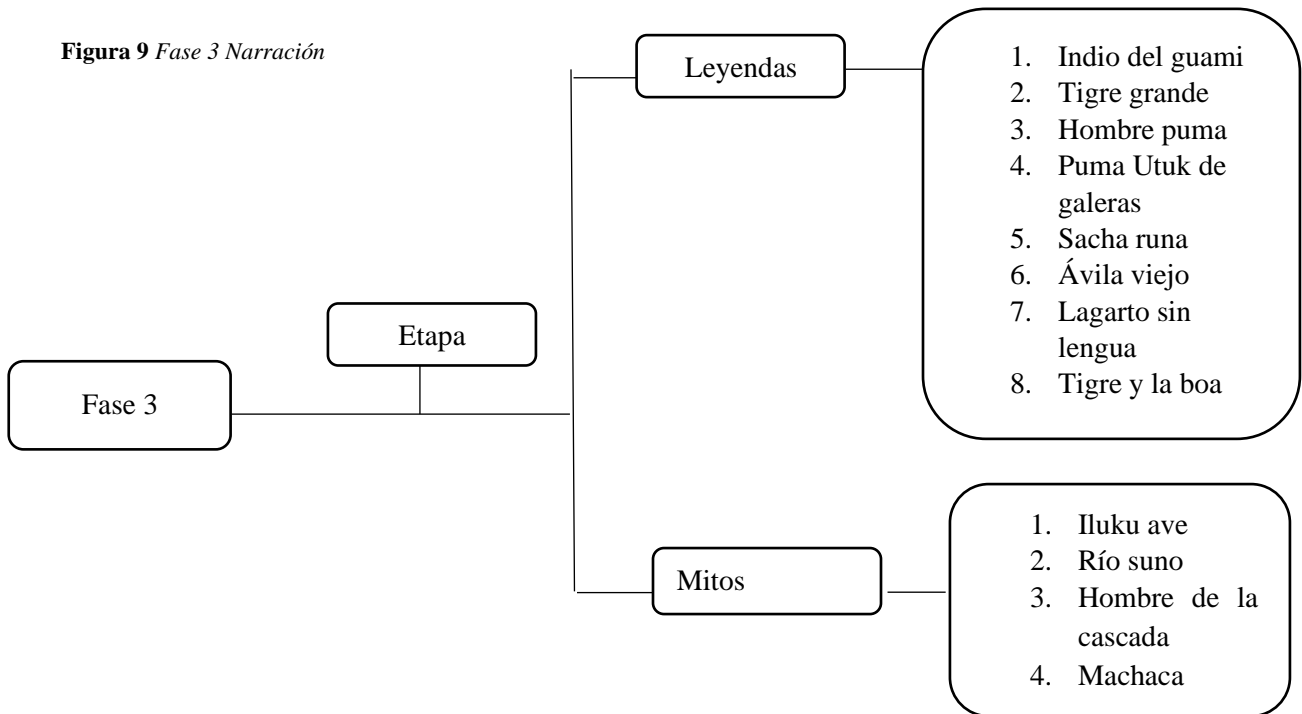 Figura 9 Fase 3 Narración
Leyendas
1. Indio del guami
2. Tigre grande
3. Hombre puma
4. Puma Utuk de
galeras
5. Sacha runa
6. Ávila viejo
7. Lagarto sin
lengua
8. Tigre y la boa
Etapa
Fase 3
Mitos
1. Iluku ave
2. Río suno
3. Hombre de la
cascada
4. Machaca